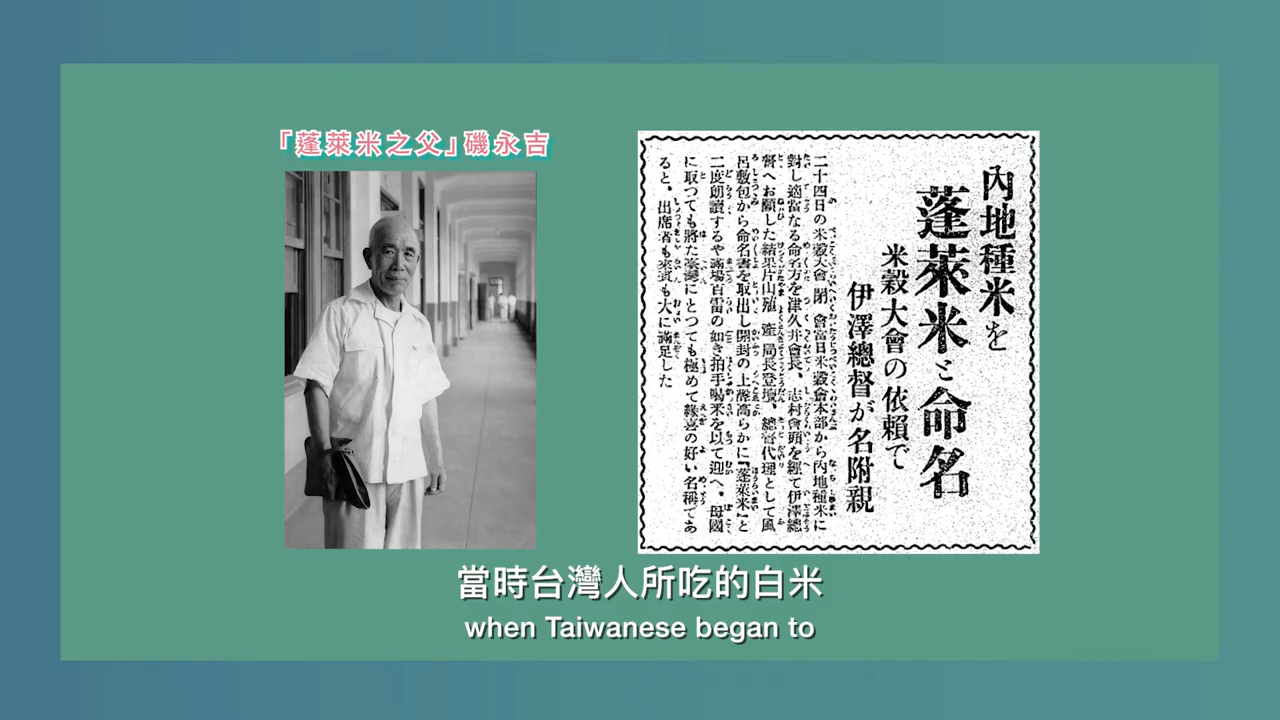 「蓬萊米之父」磯永吉
內地種米を
蓬萊米と命名
米穀大會の依賴で
伊澤總督が名附親
二十四日の米穀大會閉會當日米穀會本部から內地種米に
對し適當なる命名方を津久井會長、志村會頭を經て伊澤總
督へお願した結果片山殖產局長登壇、總督代理として風
呂敷包から命名書を取出し開封の上聲高らかに『蓬萊米』と
二度朗讀するや滿場百雷の如き拍手喝采を以て迎へ。母國
に取つても將た臺灣にとつても極めて緣喜の好い名稱であ
ると。出席者も來賓も大に滿足した
當時台灣人所吃的白米
when Taiwanese began to